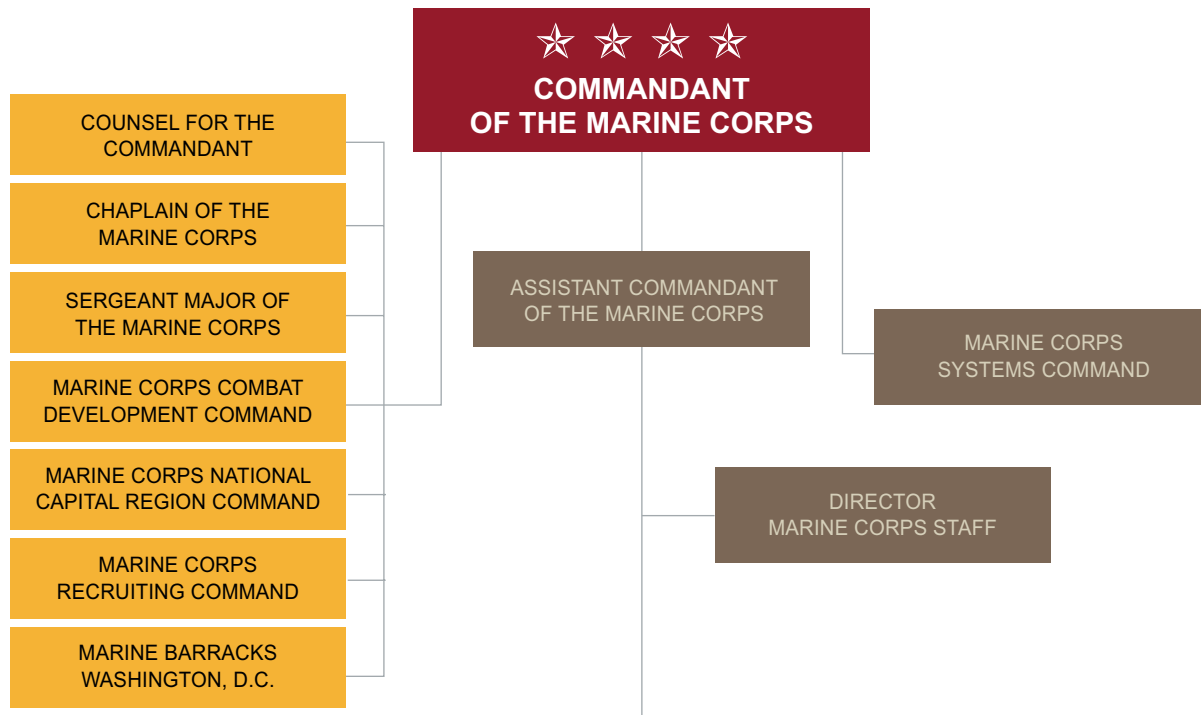 COMMANDANT
OF THE MARINE CORPS
COUNSEL FOR THE
COMMANDANT
CHAPLAIN OF THE
MARINE CORPS
SERGEANT MAJOR OF
THE MARINE CORPS
MARINE CORPS COMBAT
DEVELOPMENT COMMAND
MARINE CORPS NATIONAL
CAPITAL REGION COMMAND
MARINE CORPS
RECRUITING COMMAND
MARINE BARRACKS
WASHINGTON, D.C.
ASSISTANT COMMANDANT
OF THE MARINE CORPS
MARINE CORPS
SYSTEMS COMMAND
DIRECTOR
MARINE CORPS STAFF